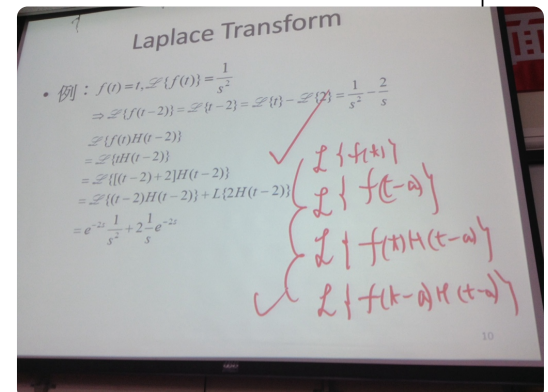 Laplace Transform
• 例：f(t) = t, ℒ{f(t)} = 1/s²
⇒ ℒ{f(t−2)} = ℒ{t−2} = ℒ{t} − ℒ{2} = 1/s² − 2/s
ℒ{f(t)H(t−2)}
= ℒ{tH(t−2)}
= ℒ{[(t−2)+2]H(t−2)}
= ℒ{(t−2)H(t−2)} + L{2H(t−2)}
= e^{−2s} 1/s² + 2 1/s e^{−2s}
ℒ{f(t)}
ℒ{f(t−a)}
ℒ{f(t)H(t−a)}
ℒ{f(t−a)H(t−a)}
10